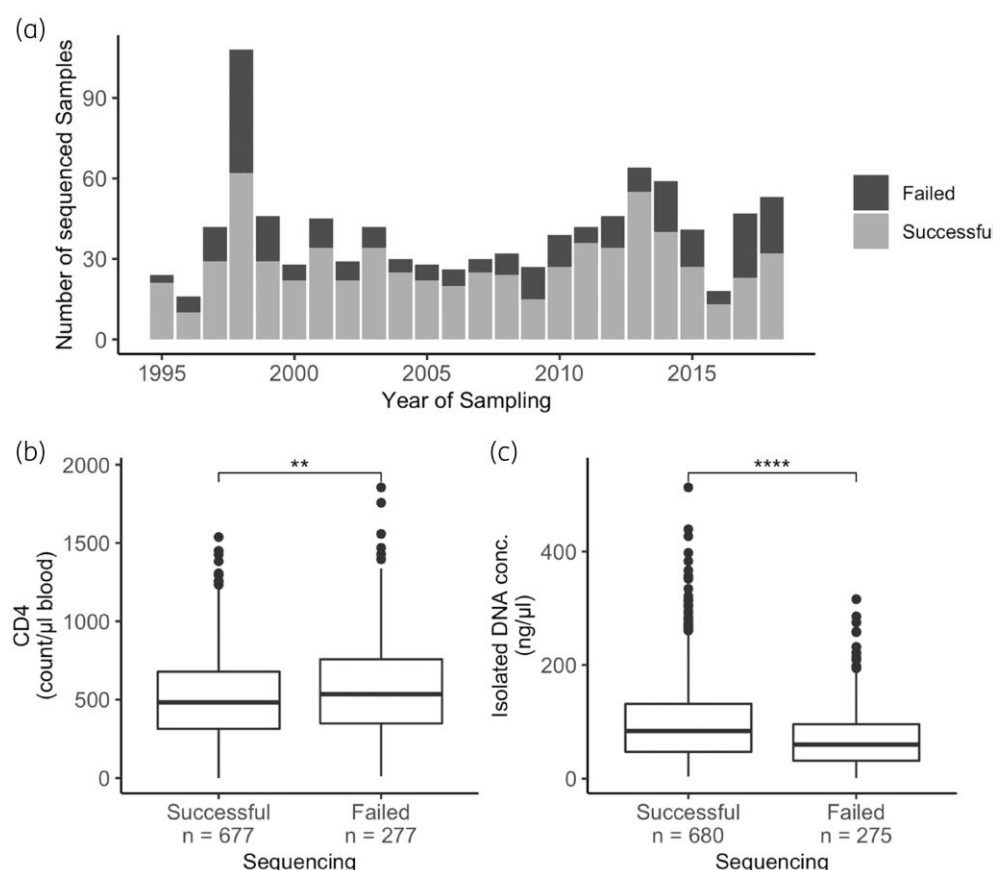 (a)
Number of sequenced Samples
90
60
30
0
1995 2000 2005 2010 2015
Year of Sampling
Failed
Successful
(b)
CD4
(count/µl blood)
2000
1500
1000
500
0
**
Successful Failed
n = 677 n = 277
Sequencing
(c)
Isolated DNA conc.
(ng/µl)
400
200
0
****
Successful Failed
n = 680 n = 275
Sequencing